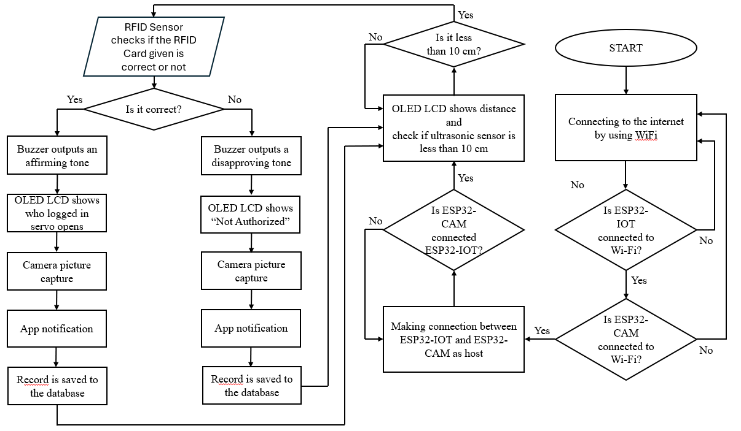 START
Connecting to the internet
by using WiFi
No
Is ESP32-
IOT
connected to
Wi-Fi?
No
Yes
Is ESP32-
CAM
connected to
Wi-Fi?
No
Yes
Making connection between
ESP32-IOT and ESP32-
CAM as host
Is ESP32-
CAM
connected
ESP32-IOT?
No
Yes
OLED LCD shows distance
and
check if ultrasonic sensor is
less than 10 cm
Is it less
than 10 cm?
No
Yes
RFID Sensor
checks if the RFID
Card given is
correct or not
Is it correct?
Yes
No
Buzzer outputs an
affirming tone
OLED LCD shows
who logged in
servo opens
Camera picture
capture
App notification
Record is saved to
the database
Buzzer outputs a
disapproving tone
OLED LCD shows
“Not Authorized”
Camera picture
capture
App notification
Record is saved to
the database